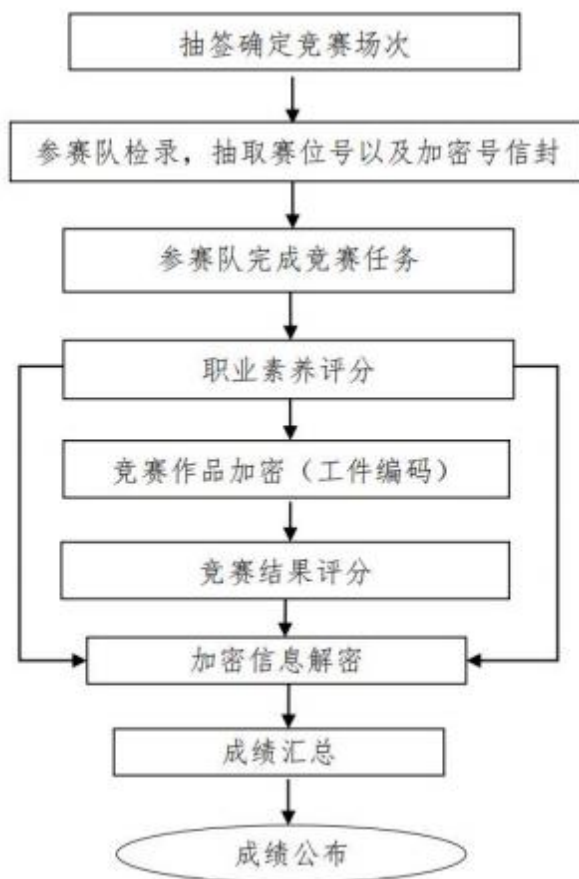 抽签确定竞赛场次
参赛队检录，抽取赛位号以及加密号信封
参赛队完成竞赛任务
职业素养评分
竞赛作品加密（工件编码）
竞赛结果评分
加密信息解密
成绩汇总
成绩公布